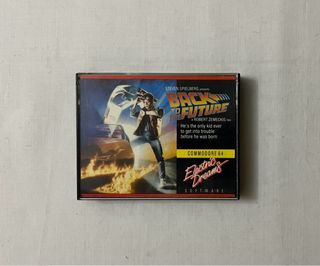 STEVEN SPIELBERG presents
BACK
TO THE
FUTURE
A ROBERT ZEMECKIS Film
He's the only kid ever
to get into trouble
before he was born
COMMODORE 64
Electric
Dreams
SOFTWARE